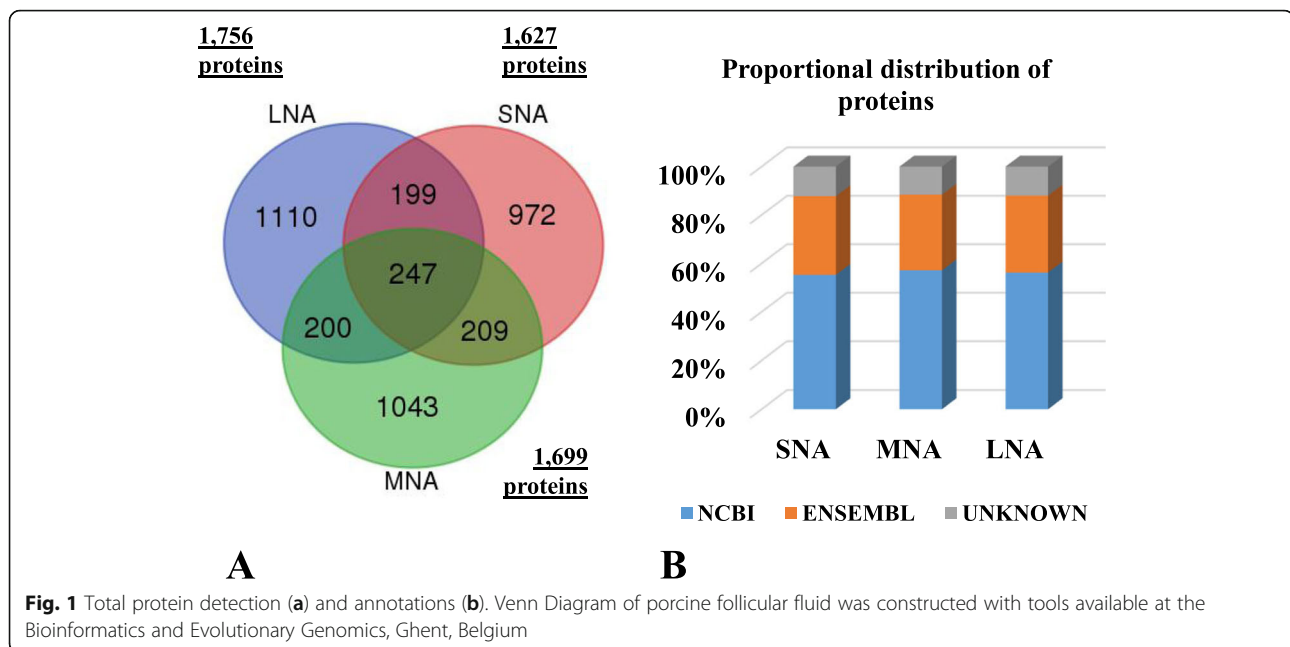 1,756
proteins
1,627
proteins
LNA
SNA
199
1110
972
247
200
209
1043
MNA
1,699
proteins
A
Proportional distribution of
proteins
100%
80%
60%
40%
20%
0%
SNA MNA LNA
NCBI ENSEMBL UNKNOWN
B
Fig. 1 Total protein detection (a) and annotations (b). Venn Diagram of porcine follicular fluid was constructed with tools available at the
Bioinformatics and Evolutionary Genomics, Ghent, Belgium